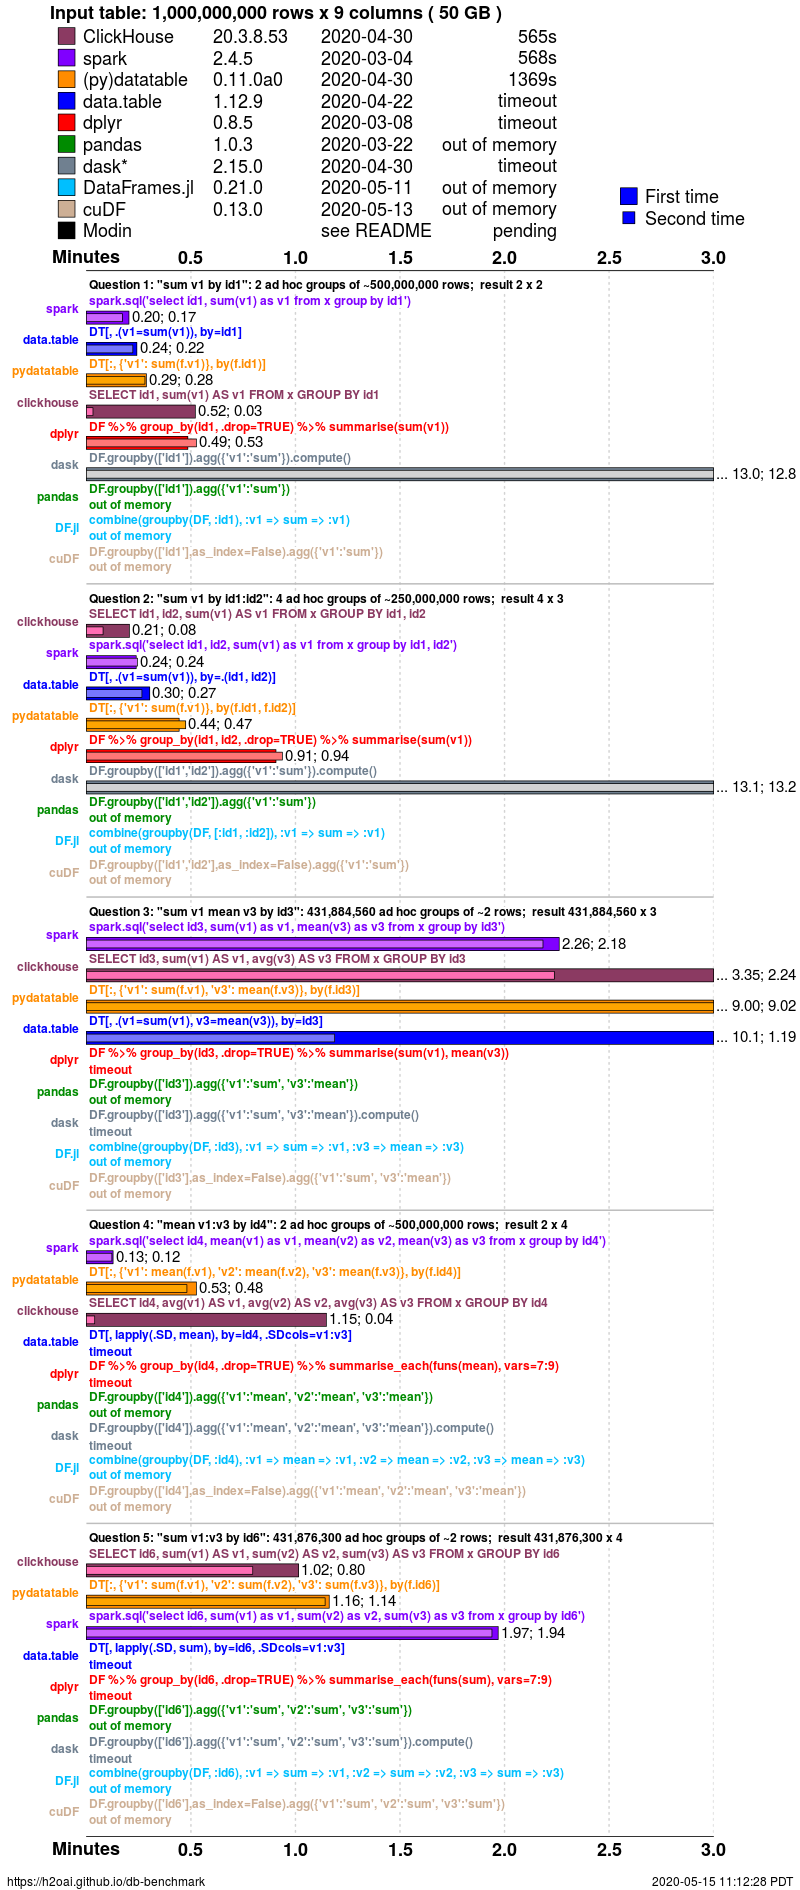 Input table: 1,000,000,000 rows x 9 columns ( 50 GB )
ClickHouse 20.3.8.53 2020-04-30 565s
spark 2.4.5 2020-03-04 568s
(py)datatable 0.11.0a0 2020-04-30 1369s
data.table 1.12.9 2020-04-22 timeout
dplyr 0.8.5 2020-03-08 timeout
pandas 1.0.3 2020-03-22 out of memory
dask* 2.15.0 2020-04-30 timeout
DataFrames.jl 0.21.0 2020-05-11 out of memory
cuDF 0.13.0 2020-05-13 out of memory
Modin see README pending
First time
Second time
Minutes 0.5 1.0 1.5 2.0 2.5 3.0
Question 1: "sum v1 by id1": 2 ad hoc groups of ~500,000,000 rows; result 2 x 2
spark.sql('select id1, sum(v1) as v1 from x group by id1')
spark 0.20; 0.17
DT[, .(v1=sum(v1)), by=id1]
data.table 0.24; 0.22
DT[:, {'v1': sum(f.v1)}, by(f.id1)]
pydatatable 0.29; 0.28
SELECT id1, sum(v1) AS v1 FROM x GROUP BY id1
clickhouse 0.52; 0.03
DF %>% group_by(id1, .drop=TRUE) %>% summarise(sum(v1))
dplyr 0.49; 0.53
DF.groupby(['id1']).agg({'v1':'sum'}).compute()
dask ... 13.0; 12.8
DF.groupby(['id1']).agg({'v1':'sum'})
pandas out of memory
combine(groupby(DF, :id1), :v1 => sum => :v1)
DF.jl out of memory
DF.groupby(['id1'],as_index=False).agg({'v1':'sum'})
cuDF out of memory
Question 2: "sum v1 by id1:id2": 4 ad hoc groups of ~250,000,000 rows; result 4 x 3
SELECT id1, id2, sum(v1) AS v1 FROM x GROUP BY id1, id2
clickhouse 0.21; 0.08
spark.sql('select id1, id2, sum(v1) as v1 from x group by id1, id2')
spark 0.24; 0.24
DT[, .(v1=sum(v1)), by=.(id1, id2)]
data.table 0.30; 0.27
DT[:, {'v1': sum(f.v1)}, by(f.id1, f.id2)]
pydatatable 0.44; 0.47
DF %>% group_by(id1, id2, .drop=TRUE) %>% summarise(sum(v1))
dplyr 0.91; 0.94
DF.groupby(['id1','id2']).agg({'v1':'sum'}).compute()
dask ... 13.1; 13.2
DF.groupby(['id1','id2']).agg({'v1':'sum'})
pandas out of memory
combine(groupby(DF, [:id1, :id2]), :v1 => sum => :v1)
DF.jl out of memory
DF.groupby(['id1','id2'],as_index=False).agg({'v1':'sum'})
cuDF out of memory
Question 3: "sum v1 mean v3 by id3": 431,884,560 ad hoc groups of ~2 rows; result 431,884,560 x 3
spark.sql('select id3, sum(v1) as v1, mean(v3) as v3 from x group by id3')
spark 2.26; 2.18
SELECT id3, sum(v1) AS v1, avg(v3) AS v3 FROM x GROUP BY id3
clickhouse ... 3.35; 2.24
DT[:, {'v1': sum(f.v1), 'v3': mean(f.v3)}, by(f.id3)]
pydatatable ... 9.00; 9.02
DT[, .(v1=sum(v1), v3=mean(v3)), by=id3]
data.table ... 10.1; 1.19
DF %>% group_by(id3, .drop=TRUE) %>% summarise(sum(v1), mean(v3))
dplyr timeout
DF.groupby(['id3']).agg({'v1':'sum', 'v3':'mean'})
pandas out of memory
DF.groupby(['id3']).agg({'v1':'sum', 'v3':'mean'}).compute()
dask timeout
combine(groupby(DF, :id3), :v1 => sum => :v1, :v3 => mean => :v3)
DF.jl out of memory
DF.groupby(['id3'],as_index=False).agg({'v1':'sum', 'v3':'mean'})
cuDF out of memory
Question 4: "mean v1:v3 by id4": 2 ad hoc groups of ~500,000,000 rows; result 2 x 4
spark.sql('select id4, mean(v1) as v1, mean(v2) as v2, mean(v3) as v3 from x group by id4')
spark 0.13; 0.12
DT[:, {'v1': mean(f.v1), 'v2': mean(f.v2), 'v3': mean(f.v3)}, by(f.id4)]
pydatatable 0.53; 0.48
SELECT id4, avg(v1) AS v1, avg(v2) AS v2, avg(v3) AS v3 FROM x GROUP BY id4
clickhouse 1.15; 0.04
DT[, lapply(.SD, mean), by=id4, .SDcols=v1:v3]
data.table timeout
DF %>% group_by(id4, .drop=TRUE) %>% summarise_each(funs(mean), vars=7:9)
dplyr timeout
DF.groupby(['id4']).agg({'v1':'mean', 'v2':'mean', 'v3':'mean'})
pandas out of memory
DF.groupby(['id4']).agg({'v1':'mean', 'v2':'mean', 'v3':'mean'}).compute()
dask timeout
combine(groupby(DF, :id4), :v1 => mean => :v1, :v2 => mean => :v2, :v3 => mean => :v3)
DF.jl out of memory
DF.groupby(['id4'],as_index=False).agg({'v1':'mean', 'v2':'mean', 'v3':'mean'})
cuDF out of memory
Question 5: "sum v1:v3 by id6": 431,876,300 ad hoc groups of ~2 rows; result 431,876,300 x 4
SELECT id6, sum(v1) AS v1, sum(v2) AS v2, sum(v3) AS v3 FROM x GROUP BY id6
clickhouse 1.02; 0.80
DT[:, {'v1': sum(f.v1), 'v2': sum(f.v2), 'v3': sum(f.v3)}, by(f.id6)]
pydatatable 1.16; 1.14
spark.sql('select id6, sum(v1) as v1, sum(v2) as v2, sum(v3) as v3 from x group by id6')
spark 1.97; 1.94
DT[, lapply(.SD, sum), by=id6, .SDcols=v1:v3]
data.table timeout
DF %>% group_by(id6, .drop=TRUE) %>% summarise_each(funs(sum), vars=7:9)
dplyr timeout
DF.groupby(['id6']).agg({'v1':'sum', 'v2':'sum', 'v3':'sum'})
pandas out of memory
DF.groupby(['id6']).agg({'v1':'sum', 'v2':'sum', 'v3':'sum'}).compute()
dask timeout
combine(groupby(DF, :id6), :v1 => sum => :v1, :v2 => sum => :v2, :v3 => sum => :v3)
DF.jl out of memory
DF.groupby(['id6'],as_index=False).agg({'v1':'sum', 'v2':'sum', 'v3':'sum'})
cuDF out of memory
Minutes 0.5 1.0 1.5 2.0 2.5 3.0
https://h2oai.github.io/db-benchmark 2020-05-15 11:12:28 PDT